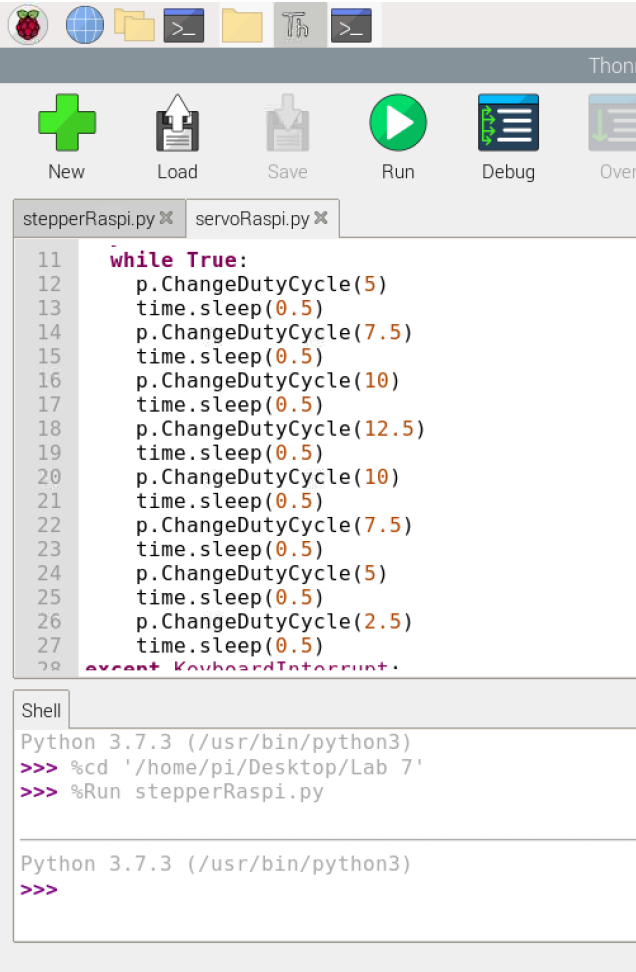 Thon
New Load Save Run Debug Over
stepperRaspi.py servoRaspi.py
11 while True:
12 p.ChangeDutyCycle(5)
13 time.sleep(0.5)
14 p.ChangeDutyCycle(7.5)
15 time.sleep(0.5)
16 p.ChangeDutyCycle(10)
17 time.sleep(0.5)
18 p.ChangeDutyCycle(12.5)
19 time.sleep(0.5)
20 p.ChangeDutyCycle(10)
21 time.sleep(0.5)
22 p.ChangeDutyCycle(7.5)
23 time.sleep(0.5)
24 p.ChangeDutyCycle(5)
25 time.sleep(0.5)
26 p.ChangeDutyCycle(2.5)
27 time.sleep(0.5)
28 except KeyboardInterrupt:
Shell
Python 3.7.3 (/usr/bin/python3)
>>> %cd '/home/pi/Desktop/Lab 7'
>>> %Run stepperRaspi.py
Python 3.7.3 (/usr/bin/python3)
>>>